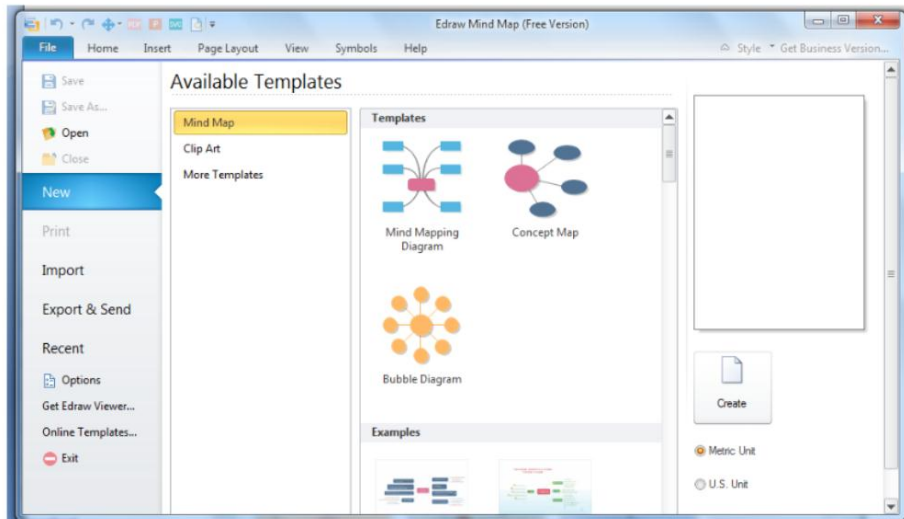 Edraw Mind Map (Free Version)
File Home Insert Page Layout View Symbols Help
Style Get Business Version...
Save
Save As...
Open
Close
New
Print
Import
Export & Send
Recent
Options
Get Edraw Viewer...
Online Templates...
Exit
Available Templates
Mind Map
Clip Art
More Templates
Templates
Mind Mapping
Diagram
Concept Map
Bubble Diagram
Examples
Create
Metric Unit
U.S. Unit